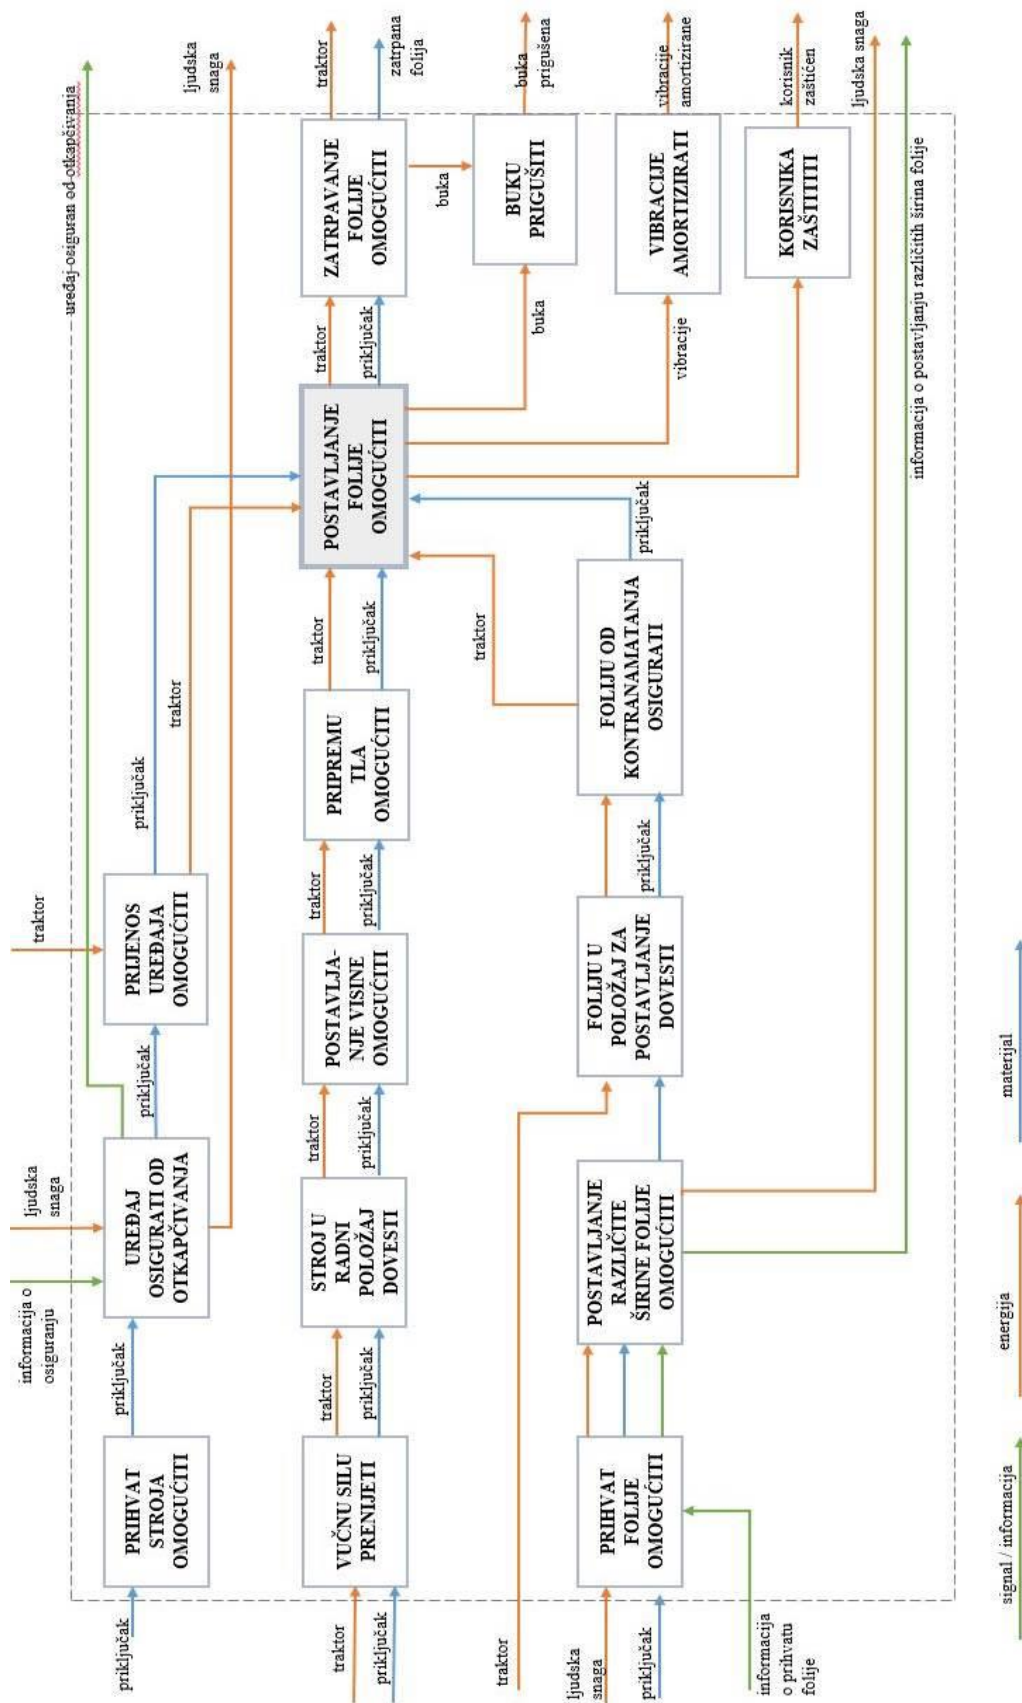 uređaj osiguran od otkapčivanja
ljudska
snaga
traktor
ljudska
snaga
informacija o
osiguranju
priključak
PRIHVAT
STROJA
OMOGUĆITI
priključak
UREĐAJ
OSIGURATI OD
OTKAPČIVANJA
priključak
PRIJENOS
UREĐAJA
OMOGUĆITI
priključak
traktor
traktor
priključak
VUČNU SILU
PRENIJETI
traktor
priključak
STROJ U
RADNI
POLOŽAJ
DOVESTI
traktor
priključak
POSTAVLJA-
NJE VISINE
OMOGUĆITI
traktor
priključak
PRIPREMU
TLA
OMOGUĆITI
traktor
priključak
POSTAVLJANJE
FOLIJE
OMOGUĆITI
traktor
priključak
ZATRPAVANJE
FOLIJE
OMOGUĆITI
traktor
zatrpana
folija
buka
buka
BUKU
PRIGUŠITI
buka
prigušena
vibracije
VIBRACIJE
AMORTIZIRATI
vibracije
amortizirane
KORISNIKA
ZAŠTITITI
korisnik
zaštićen
traktor
ljudska
snaga
priključak
informacija
o prihvatu
folije
PRIHVAT
FOLIJE
OMOGUĆITI
POSTAVLJANJE
RAZLIČITE
ŠIRINE FOLIJE
OMOGUĆITI
FOLIJU U
POLOŽAJ ZA
POSTAVLJANJE
DOVESTI
priključak
FOLIJU OD
KONTRANAMATANJA
OSIGURATI
traktor
priključak
ljudska snaga
informacija o postavljanju različitih širina folije
signal / informacija
energija
materijal